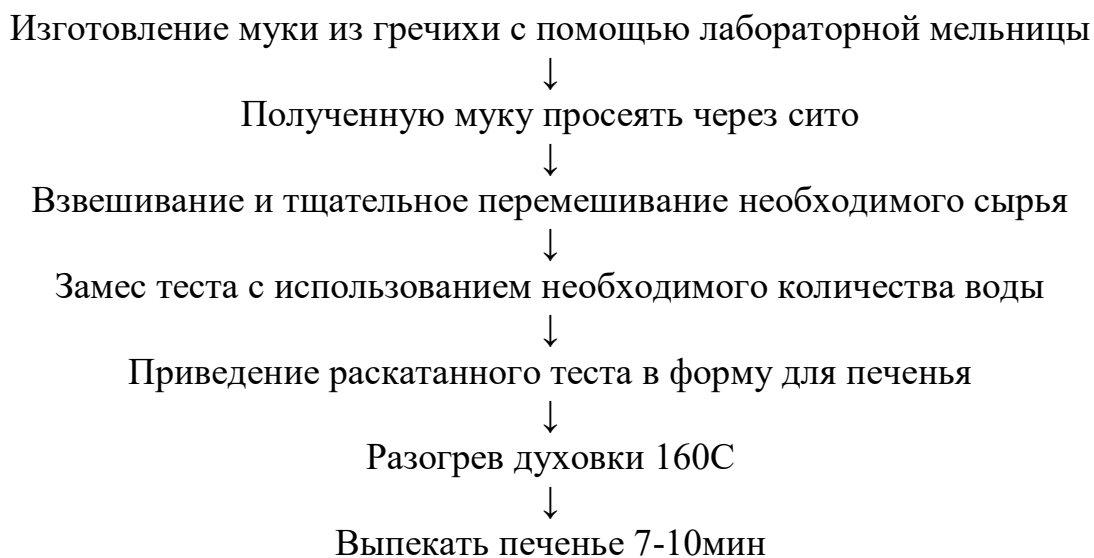 Изготовление муки из гречихи с помощью лабораторной мельницы
↓
Полученную муку просеять через сито
↓
Взвешивание и тщательное перемешивание необходимого сырья
↓
Замес теста с использованием необходимого количества воды
↓
Приведение раскатанного теста в форму для печенья
↓
Разогрев духовки 160С
↓
Выпекать печенье 7-10мин